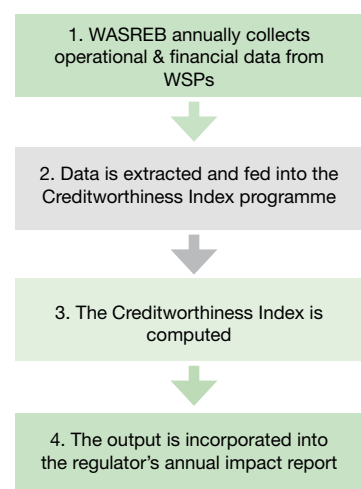 1. WASREB annually collects
operational & financial data from
WSPs
2. Data is extracted and fed into the
Creditworthiness Index programme
3. The Creditworthiness Index is
computed
4. The output is incorporated into
the regulator’s annual impact report